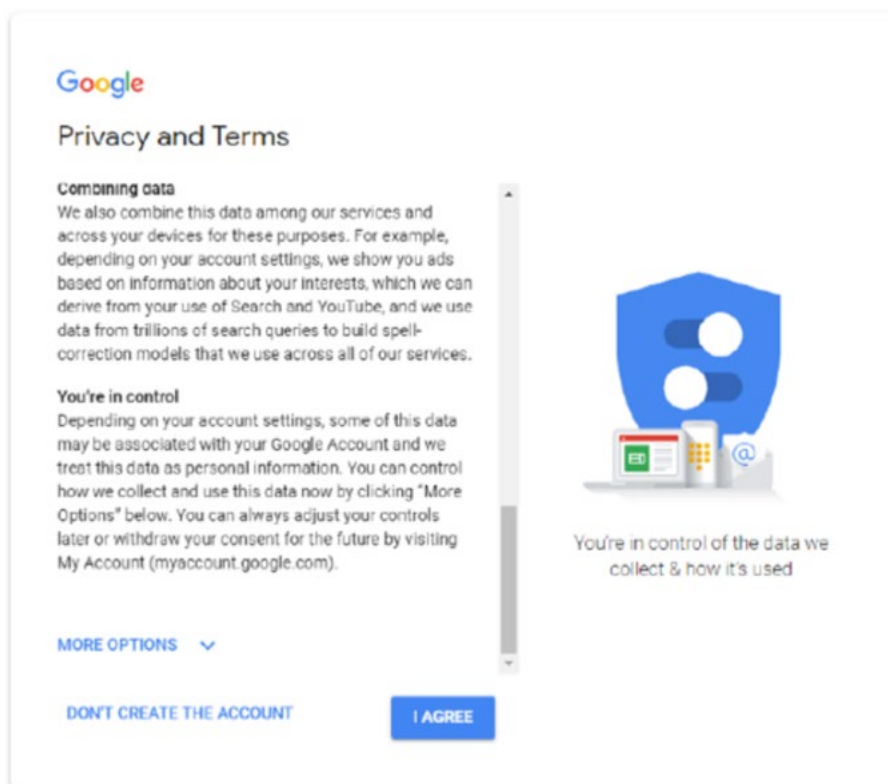 Google
Privacy and Terms
Combining data
We also combine this data among our services and
across your devices for these purposes. For example,
depending on your account settings, we show you ads
based on information about your interests, which we can
derive from your use of Search and YouTube, and we use
data from trillions of search queries to build spell-
correction models that we use across all of our services.
You're in control
Depending on your account settings, some of this data
may be associated with your Google Account and we
treat this data as personal information. You can control
how we collect and use this data now by clicking "More
Options" below. You can always adjust your controls
later or withdraw your consent for the future by visiting
My Account (myaccount.google.com).
MORE OPTIONS
DON'T CREATE THE ACCOUNT
I AGREE
@
You're in control of the data we
collect & how it's used